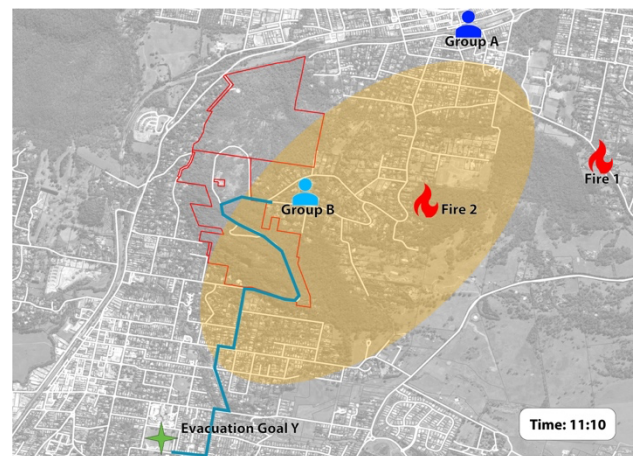 Group A
Fire 1
Group B
Fire 2
Evacuation Goal Y
Time: 11:10